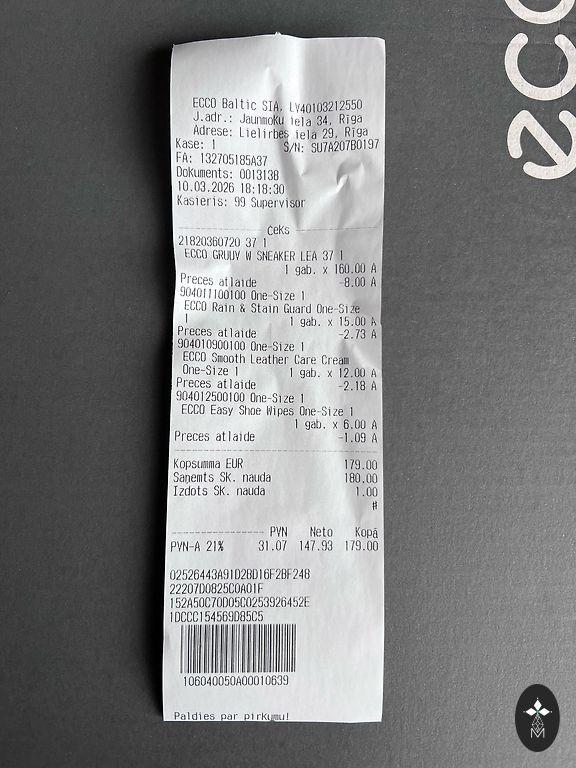 ecco
ECCO Baltic SIA, LV40103212550
J.adr.: Jaunmoku iela 34, Rīga
Adrese: Lielirbes iela 29, Rīga
Kase: 1 S/N: SU7A207B0197
FA: 132705185A37
Dokuments: 0013138
10.03.2026 18:18:30
Kasieris: 99 Supervisor
Čeks
21820360720 37 1
ECCO GRUUV W SNEAKER LEA 37 1
1 gab. x 160.00 A
Preces atlaide -8.00 A
904011100100 One-Size 1
ECCO Rain & Stain Guard One-Size
1 1 gab. x 15.00 A
Preces atlaide -2.73 A
904010900100 One-Size 1
ECCO Smooth Leather Care Cream
One-Size 1 1 gab. x 12.00 A
Preces atlaide -2.18 A
904012500100 One-Size 1
ECCO Easy Shoe Wipes One-Size 1
1 gab. x 6.00 A
Preces atlaide -1.09 A
Kopsumma EUR 179.00
Saņemts Sk. nauda 180.00
Izdots Sk. nauda 1.00
#
PVN Neto Kopā
PVN-A 21% 31.07 147.93 179.00
02526443A91D2BD16F2BF248
22207D0825C0A01F
152A50C70D05C0253926452E
1DCCC154569D85C5
106040050A00010639
Paldies par pirkumu!
M